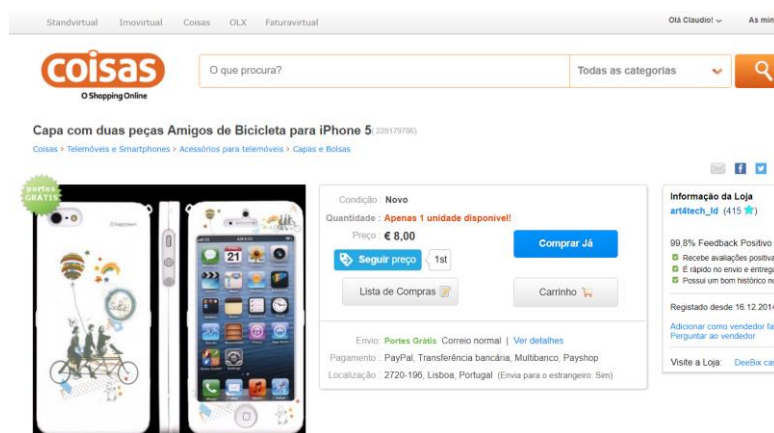 Standvirtual Imovirtual Coisas OLX Faturavirtual Olá Claudio! As min
coisas
O Shopping Online
O que procura? Todas as categorias
Capa com duas peças Amigos de Bicicleta para iPhone 5 (228179786)
Coisas › Telemóveis e Smartphones › Acessórios para telemóveis › Capas e Bolsas
portes
GRÁTIS
Condição : Novo
Quantidade : Apenas 1 unidade disponível!
Preço : € 8,00
Comprar Já
Seguir preço 1st
Lista de Compras Carrinho
Envio: Portes Grátis Correio normal | Ver detalhes
Pagamento : PayPal, Transferência bancária, Multibanco, Payshop
Localização : 2720-196, Lisboa, Portugal (Envia para o estrangeiro: Sim)
Informação da Loja
art4tech_ld (415 )
99,8% Feedback Positivo
Recebe avaliações positiva
É rápido no envio e entrega
Possui um bom histórico n
Registado desde 16.12.2014
Adicionar como vendedor fa
Perguntar ao vendedor
Visite a Loja: DeeBix ca